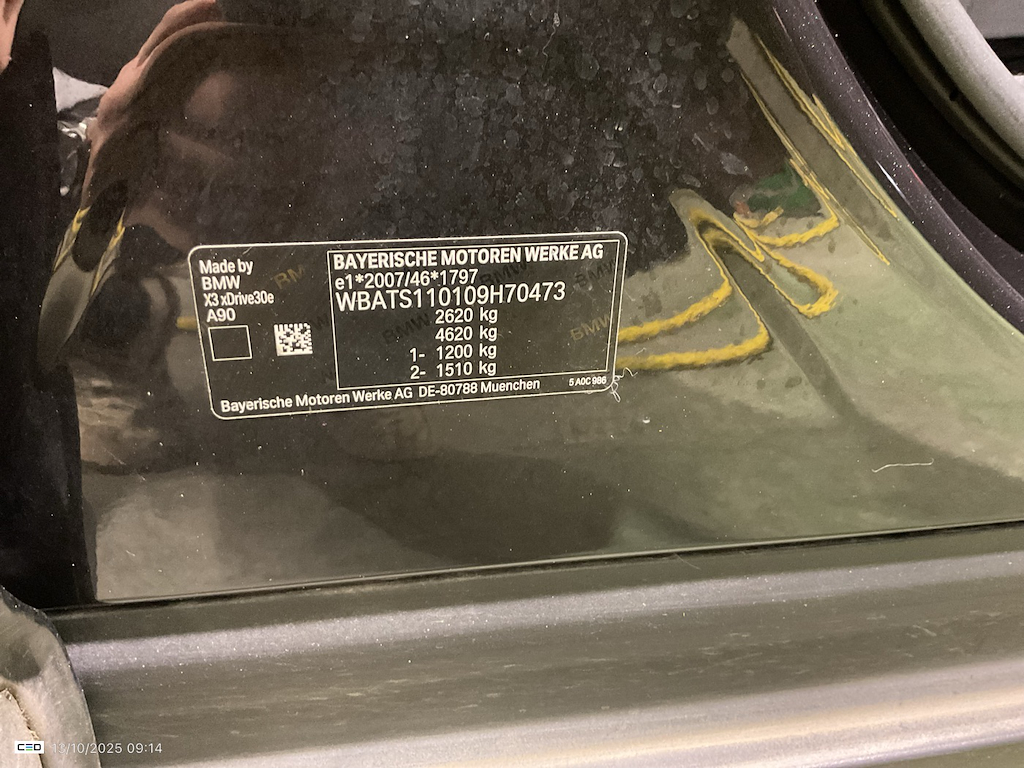 Made by
BMW
X3 xDrive30e
A90
BAYERISCHE MOTOREN WERKE AG
e1*2007/46*1797
WBATS110109H70473
2620 kg
4620 kg
1- 1200 kg
2- 1510 kg
Bayerische Motoren Werke AG DE-80788 Muenchen
5 A0C 986
CEO 13/10/2025 09:14